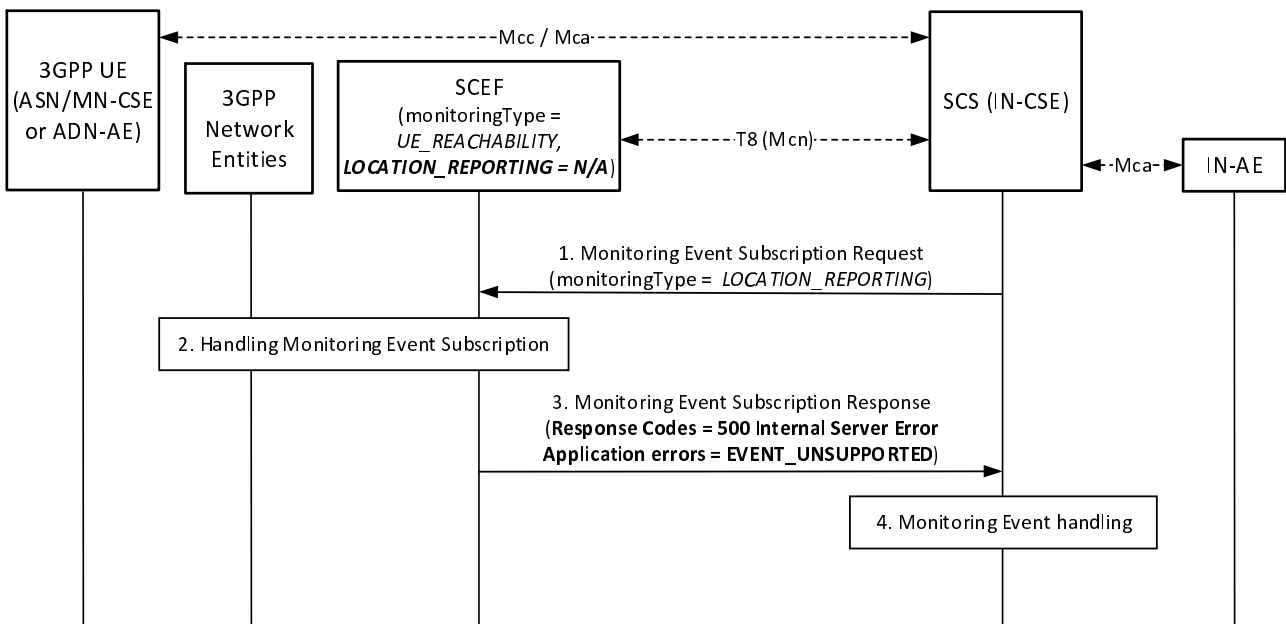 Mcc / Mca
3GPP UE
(ASN/MN-CSE
or ADN-AE)
3GPP
Network
Entities
SCEF
(monitoringType =
UE_REACHABILITY,
LOCATION_REPORTING = N/A)
T8 (Mcn)
SCS (IN-CSE)
Mca
IN-AE
1. Monitoring Event Subscription Request
(monitoringType = LOCATION_REPORTING)
2. Handling Monitoring Event Subscription
3. Monitoring Event Subscription Response
(Response Codes = 500 Internal Server Error
Application errors = EVENT_UNSUPPORTED)
4. Monitoring Event handling